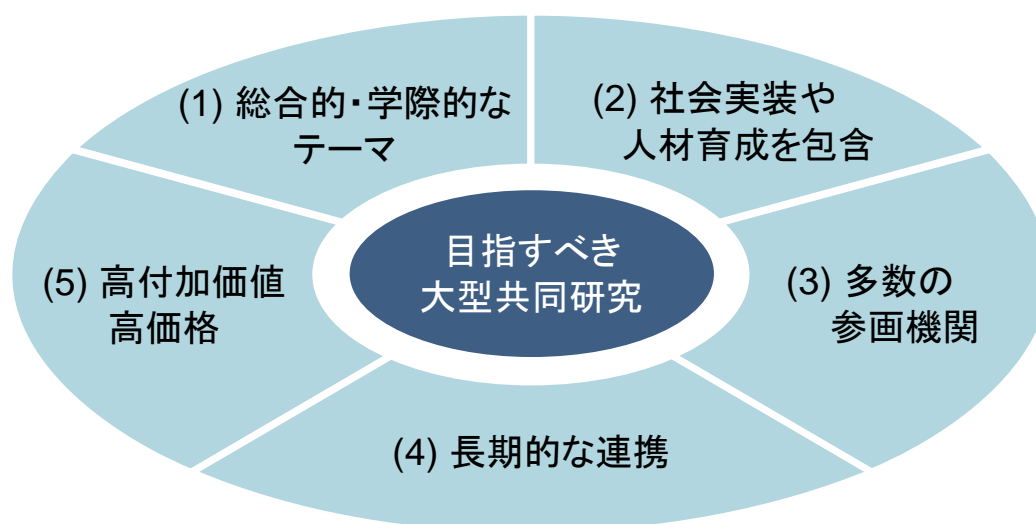 (1) 総合的・学際的な
テーマ
(2) 社会実装や
人材育成を包含
(3) 多数の
参画機関
(4) 長期的な連携
(5) 高付加価値
高価格
目指すべき
大型共同研究